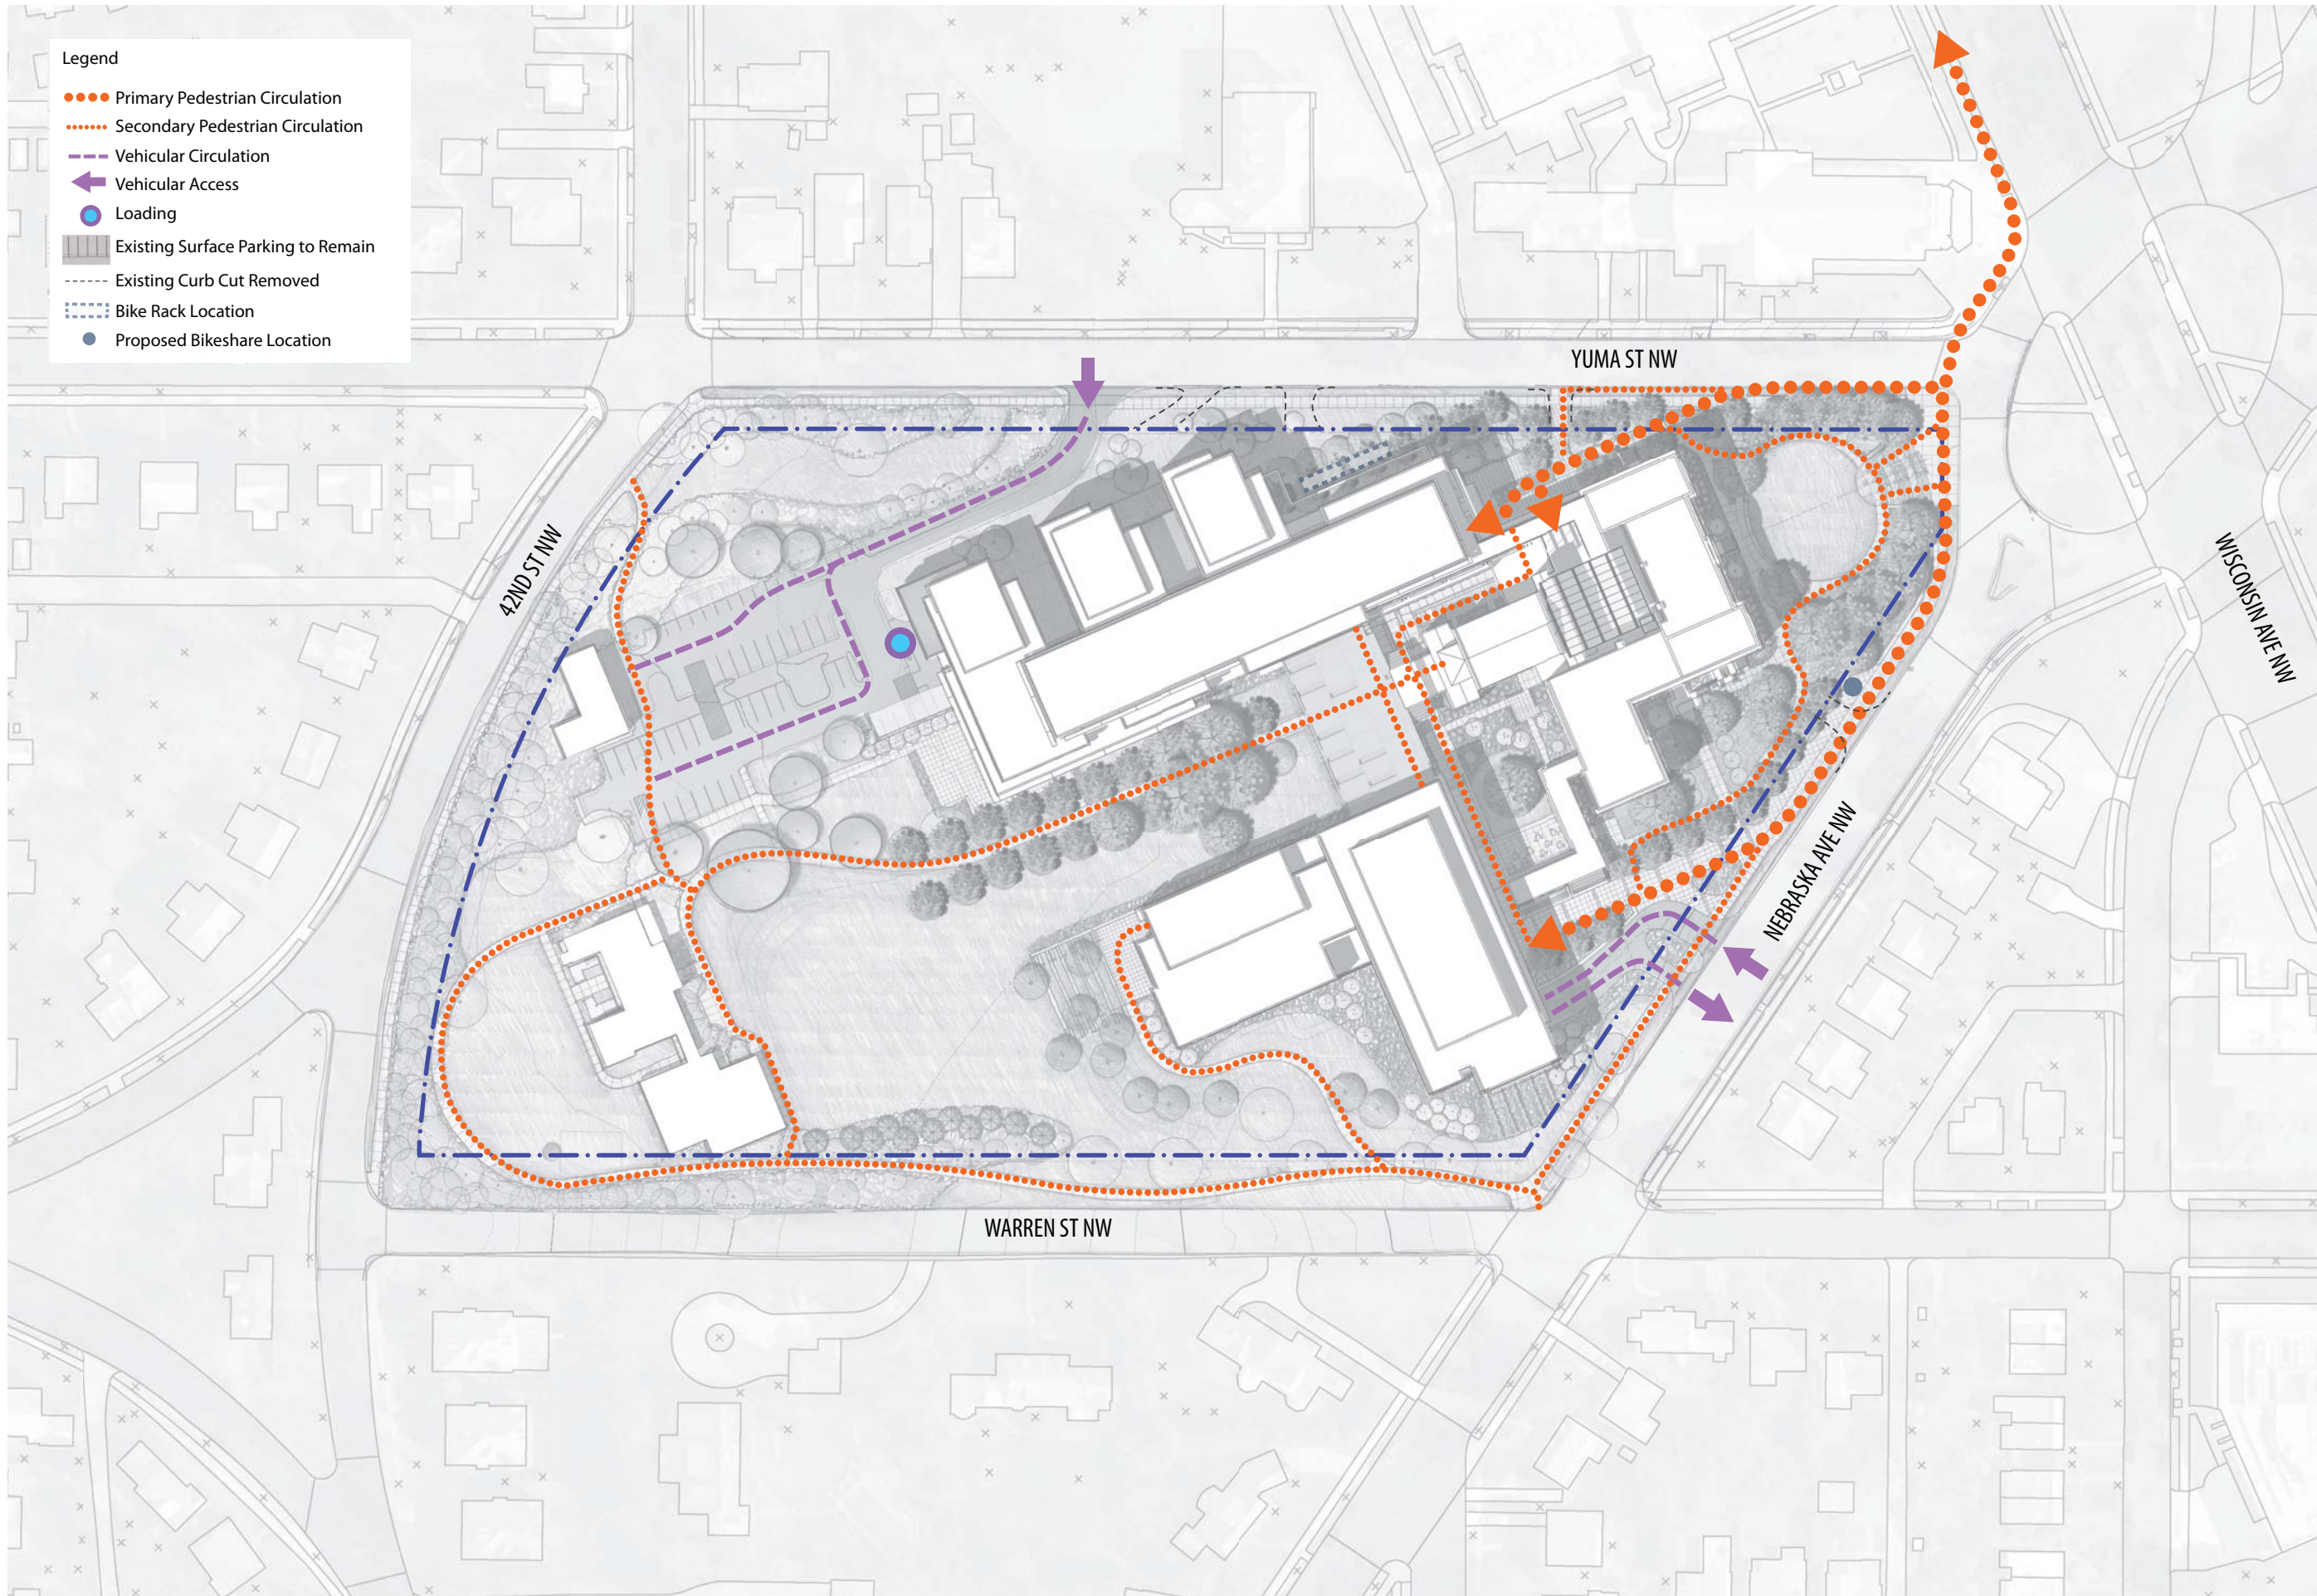 Legend
Primary Pedestrian Circulation
Secondary Pedestrian Circulation
Vehicular Circulation
Vehicular Access
Loading
Existing Surface Parking to Remain
Existing Curb Cut Removed
Bike Rack Location
Proposed Bikeshare Location
YUMA ST NW
42ND ST NW
WISCONSIN AVE NW
NEBRASKA AVE NW
WARREN ST NW